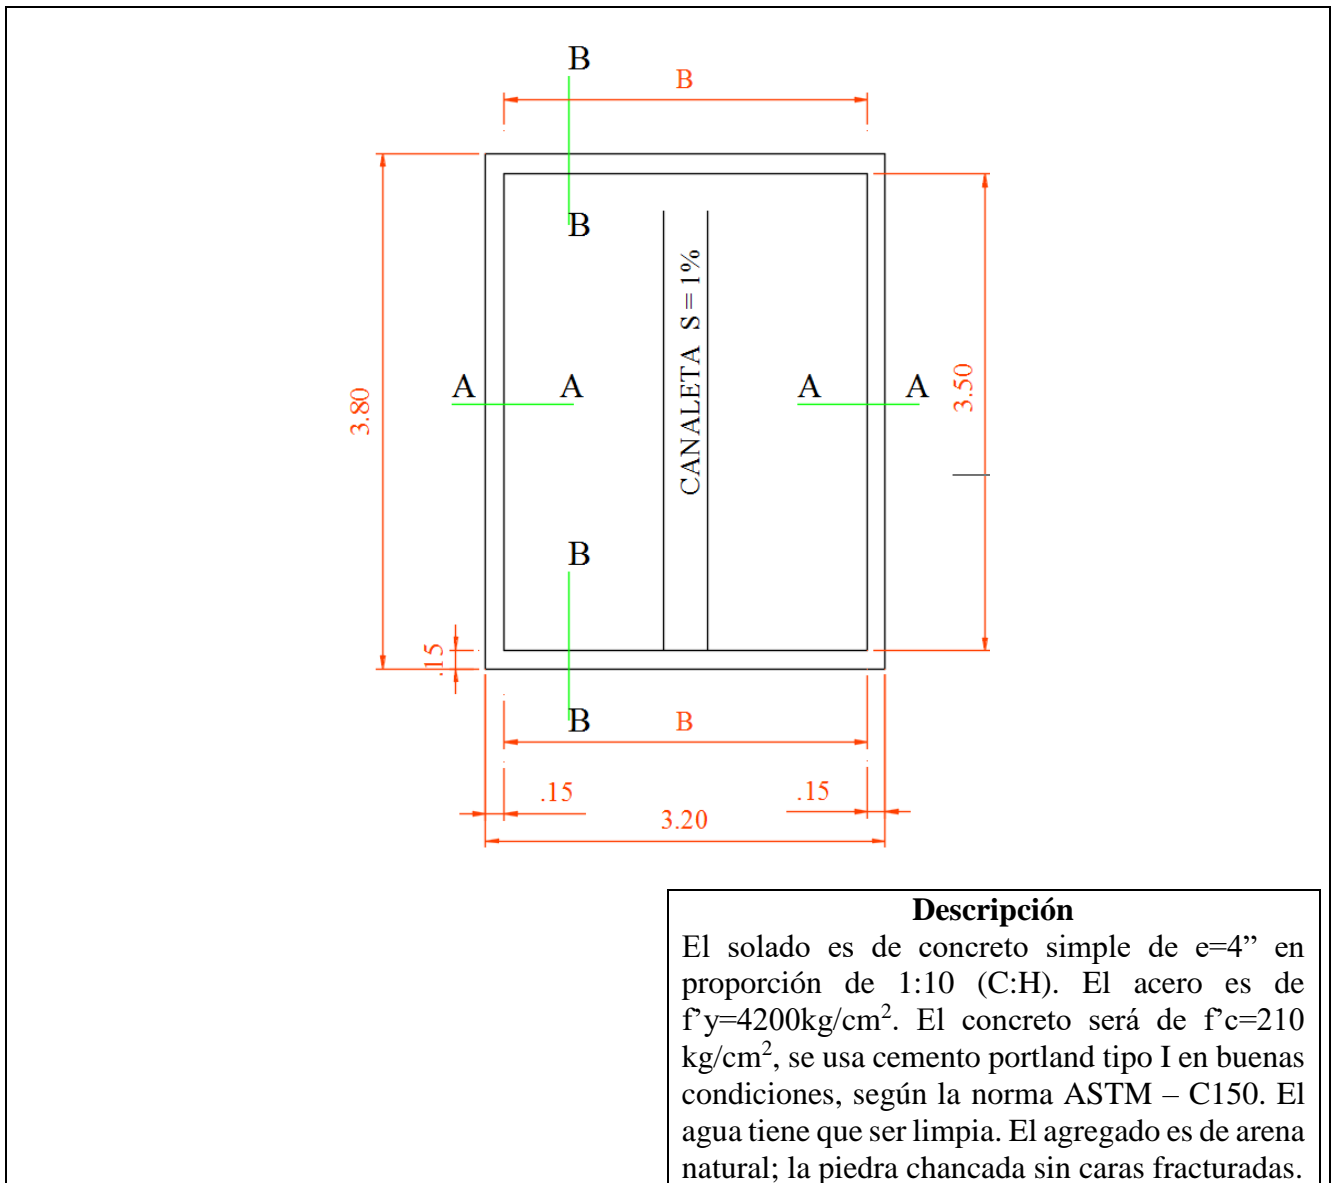 B
B
B
3.80
A
A
CANALETA S = 1%
A
A
3.50
B
.15
B
B
.15
.15
3.20
Descripción
El solado es de concreto simple de e=4” en
proporción de 1:10 (C:H). El acero es de
f’y=4200kg/cm². El concreto será de f’c=210
kg/cm², se usa cemento portland tipo I en buenas
condiciones, según la norma ASTM – C150. El
agua tiene que ser limpia. El agregado es de arena
natural; la piedra chancada sin caras fracturadas.